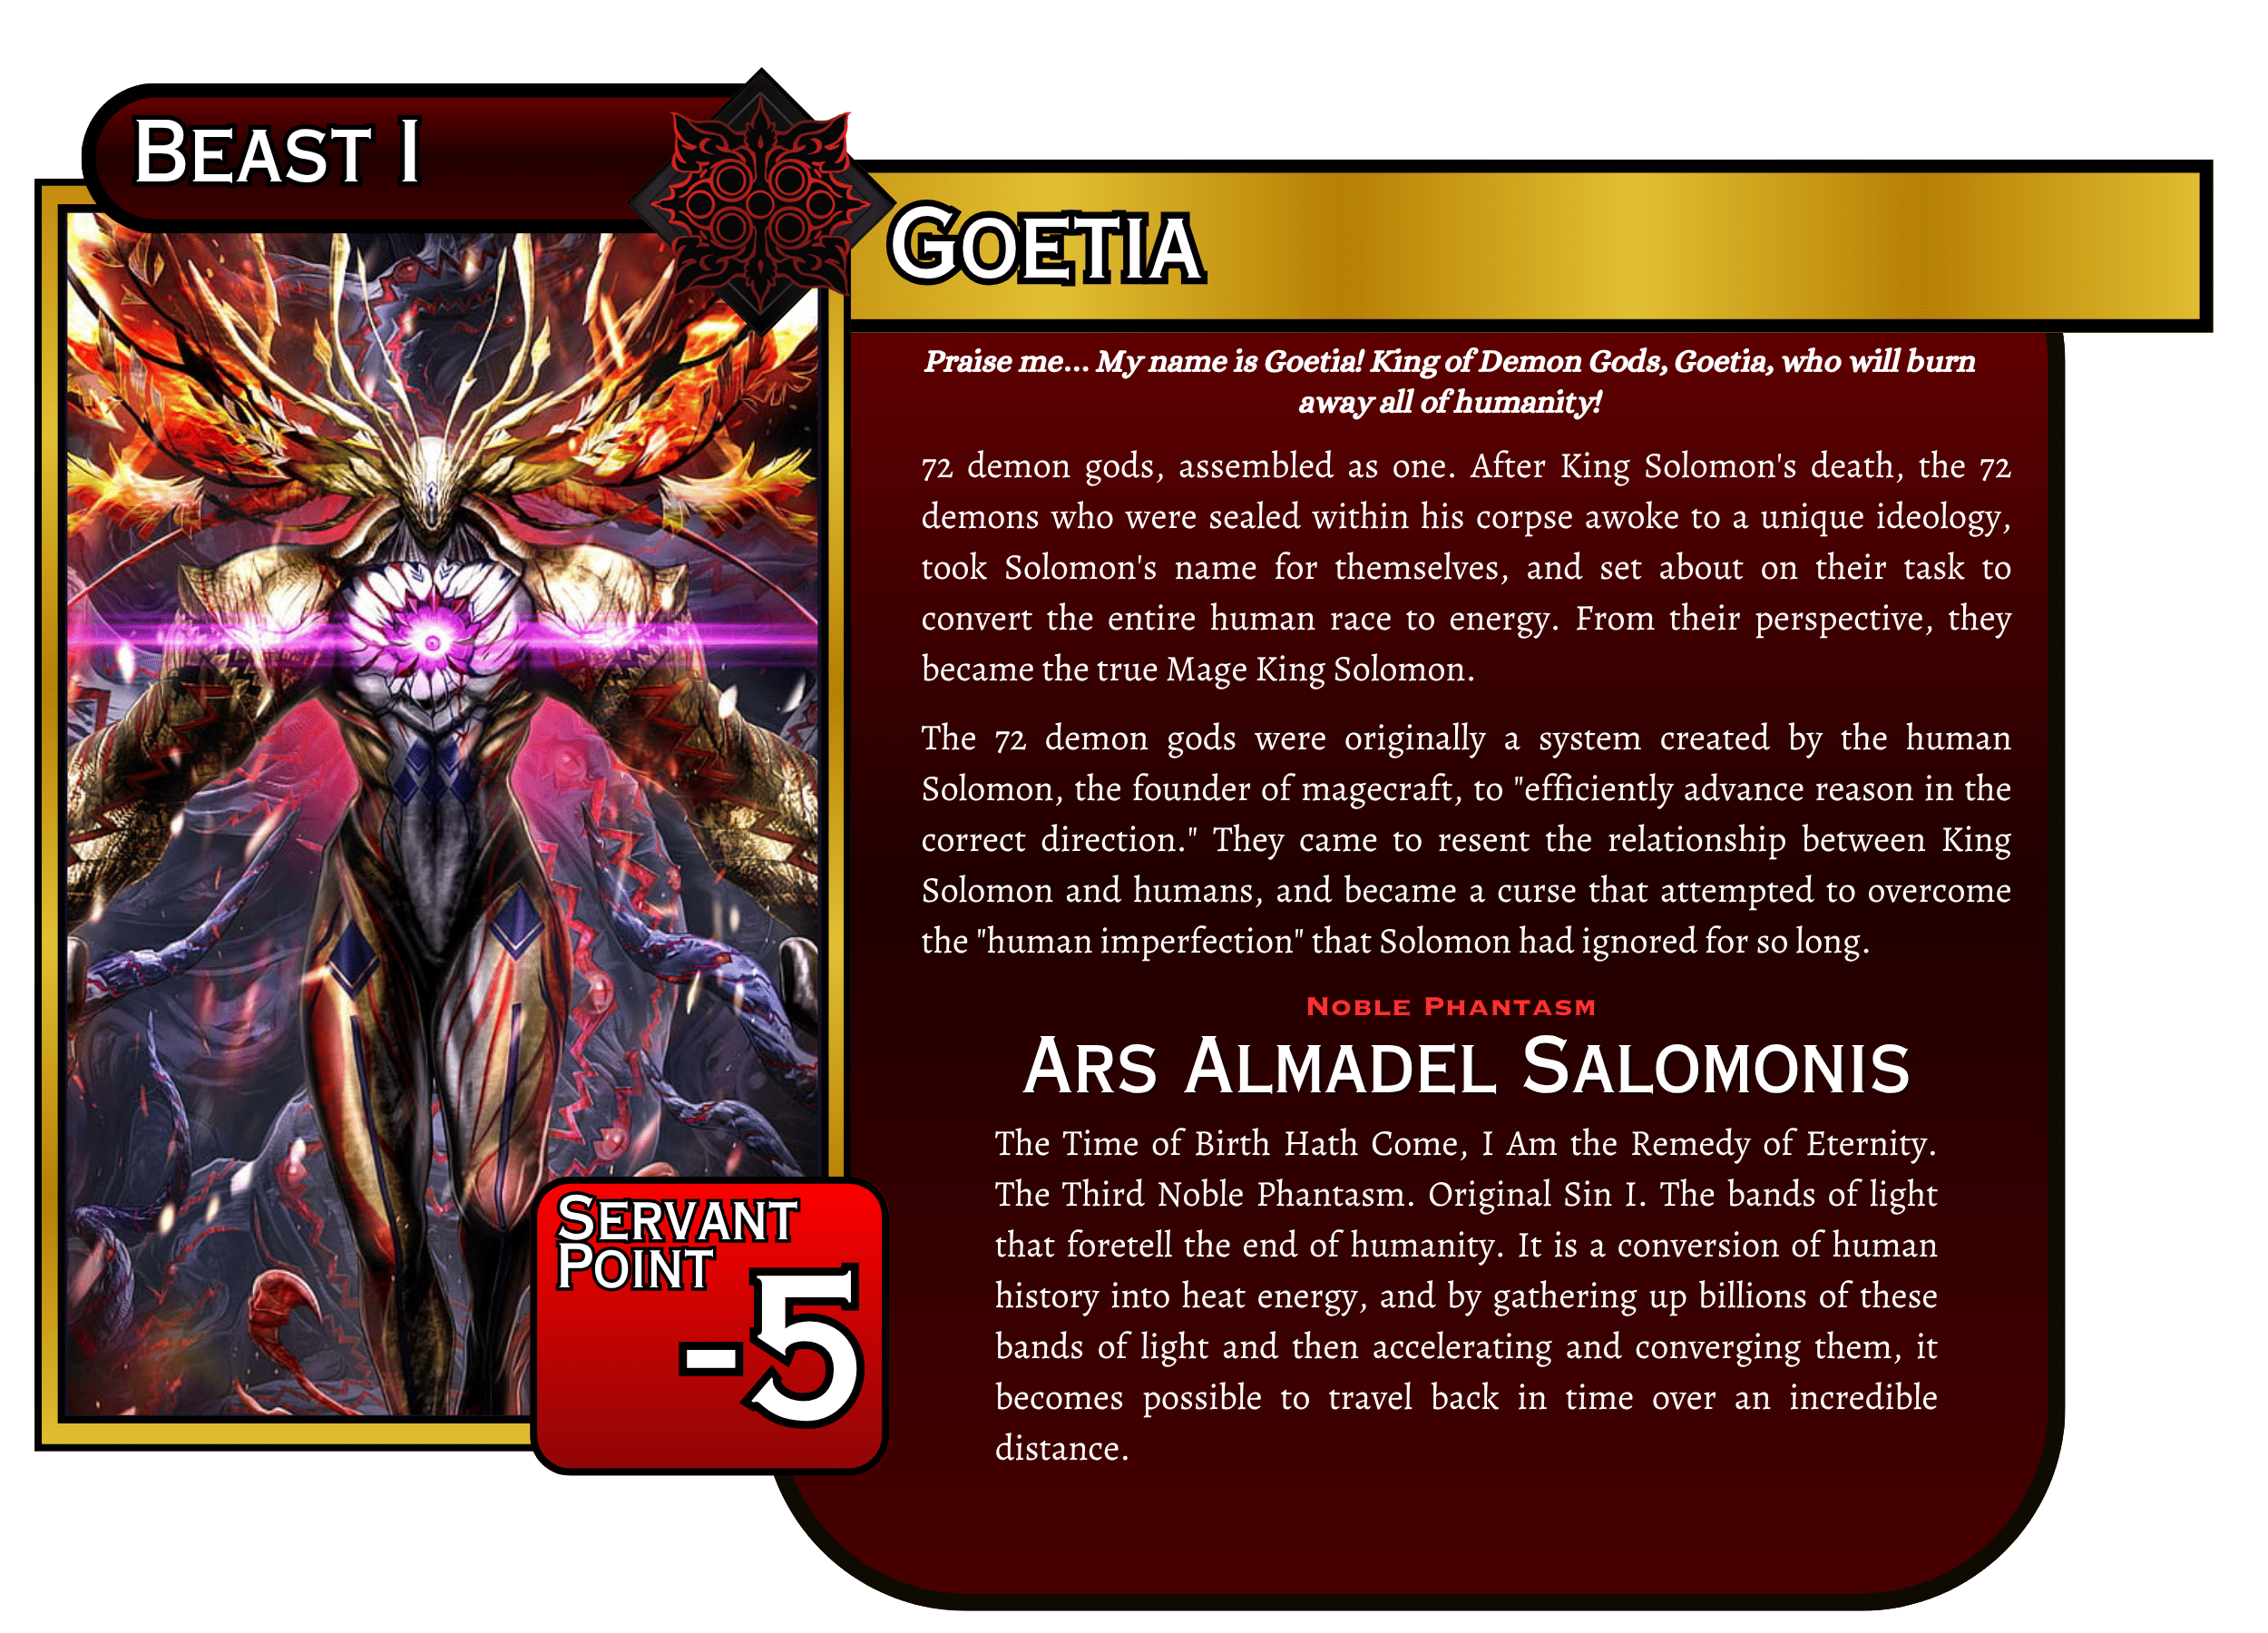 Beast I
Goetia
Praise me... My name is Goetia! King of Demon Gods, Goetia, who will burn
away all of humanity!
72 demon gods, assembled as one. After King Solomon's death, the 72
demons who were sealed within his corpse awoke to a unique ideology,
took Solomon's name for themselves, and set about on their task to
convert the entire human race to energy. From their perspective, they
became the true Mage King Solomon.
The 72 demon gods were originally a system created by the human
Solomon, the founder of magecraft, to "efficiently advance reason in the
correct direction." They came to resent the relationship between King
Solomon and humans, and became a curse that attempted to overcome
the "human imperfection" that Solomon had ignored for so long.
Noble Phantasm
Ars Almadel Salomonis
The Time of Birth Hath Come, I Am the Remedy of Eternity.
The Third Noble Phantasm. Original Sin I. The bands of light
that foretell the end of humanity. It is a conversion of human
history into heat energy, and by gathering up billions of these
bands of light and then accelerating and converging them, it
becomes possible to travel back in time over an incredible
distance.
Servant
Point
-5